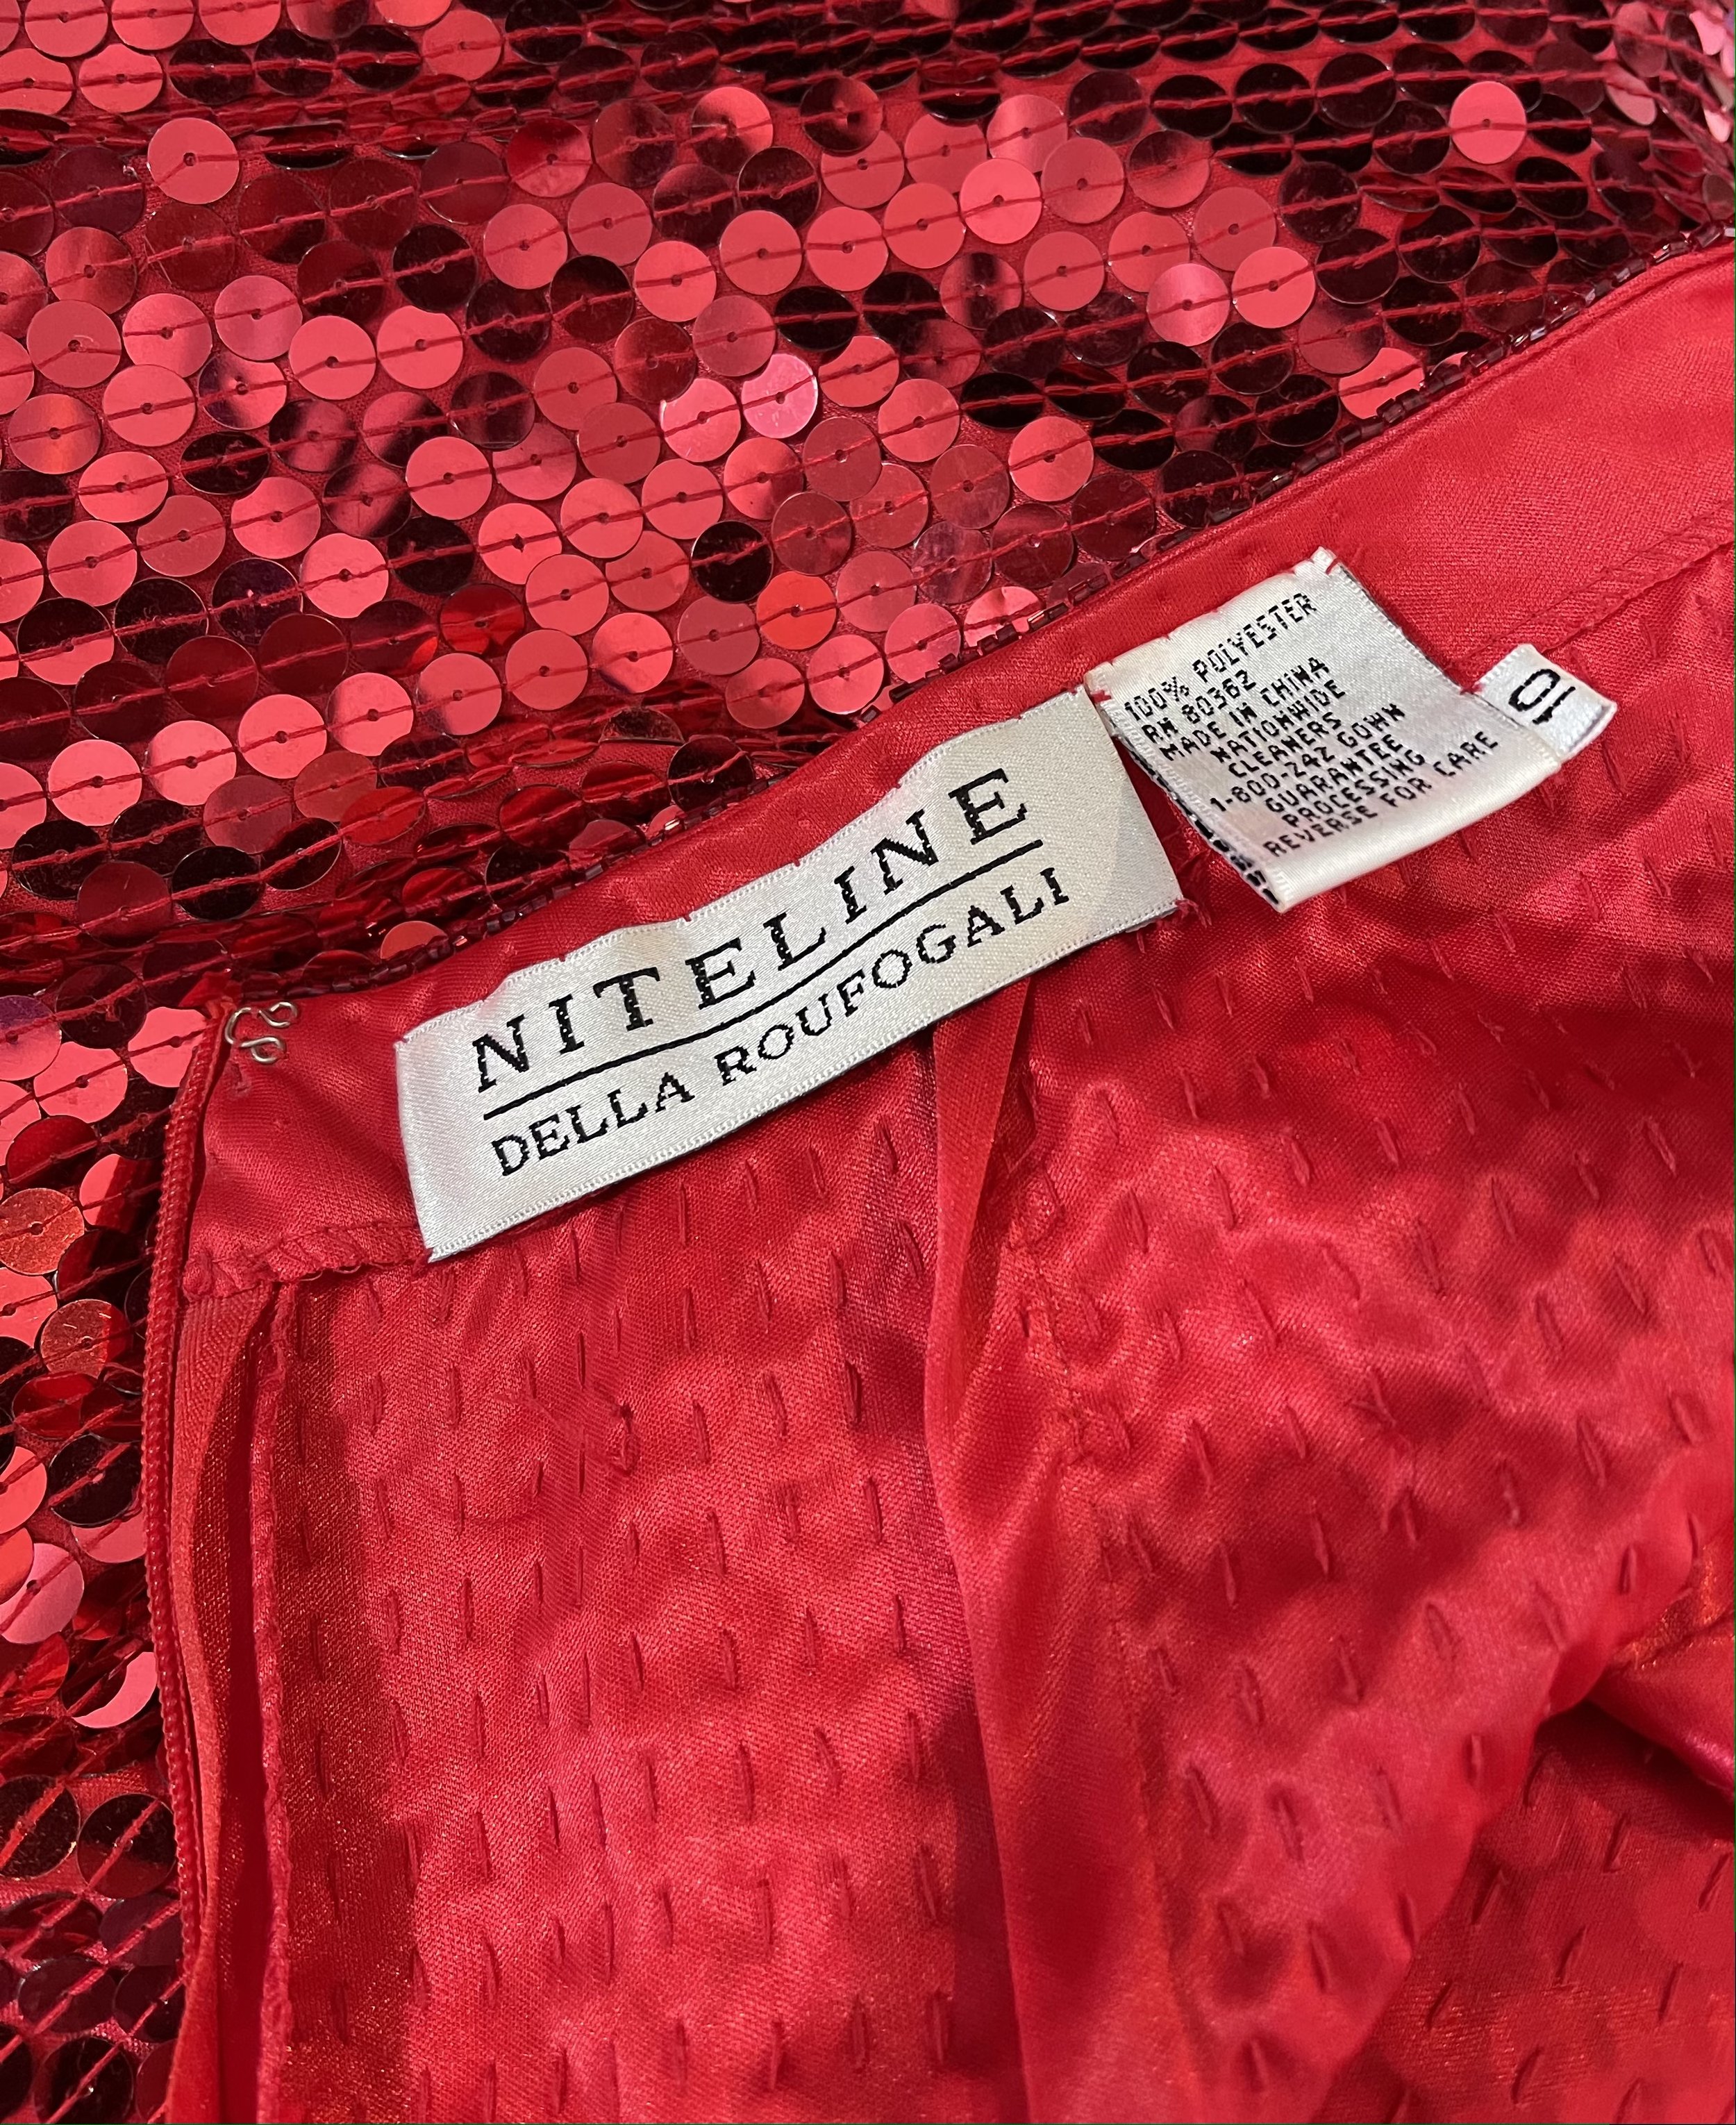 NITELINE
DELLA ROUFOGALI
100% POLYESTER
RN 80362
MADE IN CHINA
NATIONWIDE
CLEANERS
1-800-242 GOWN
GUARANTEE
PROCESSING
REVERSE FOR CARE
10